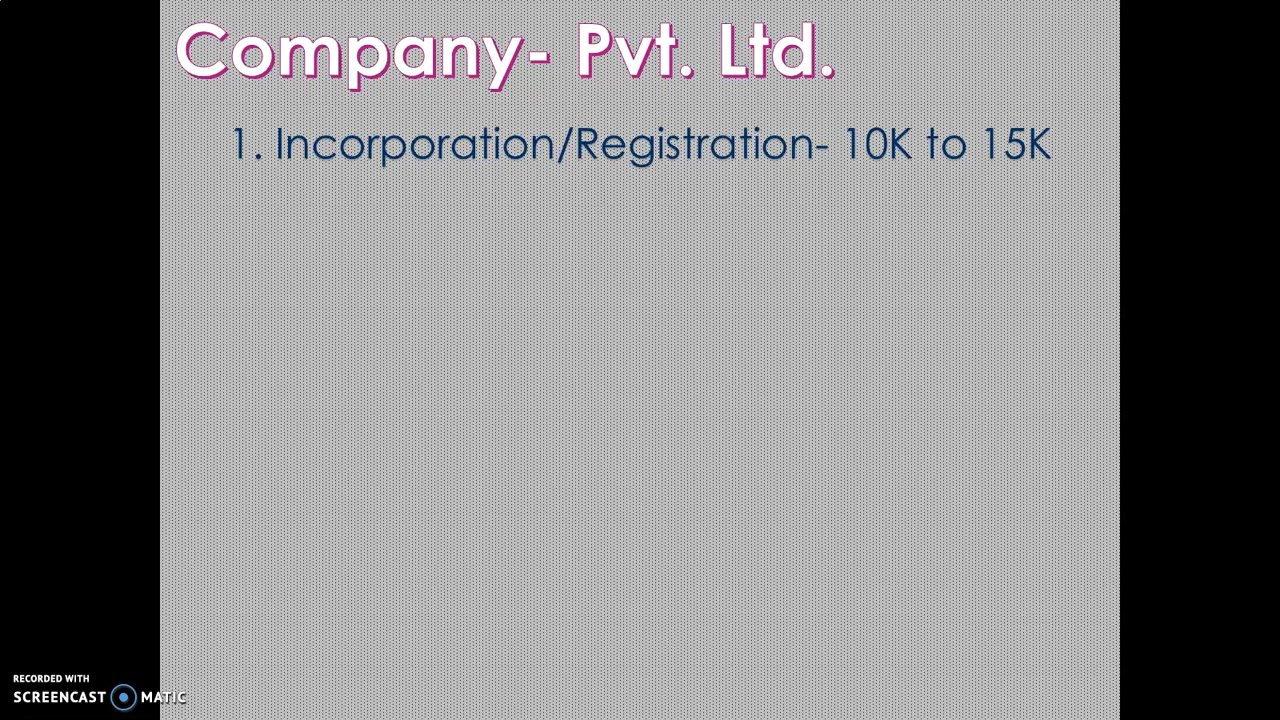 Company- Pvt. Ltd.
1. Incorporation/Registration- 10K to 15K
RECORDED WITH
SCREENCAST MATIC